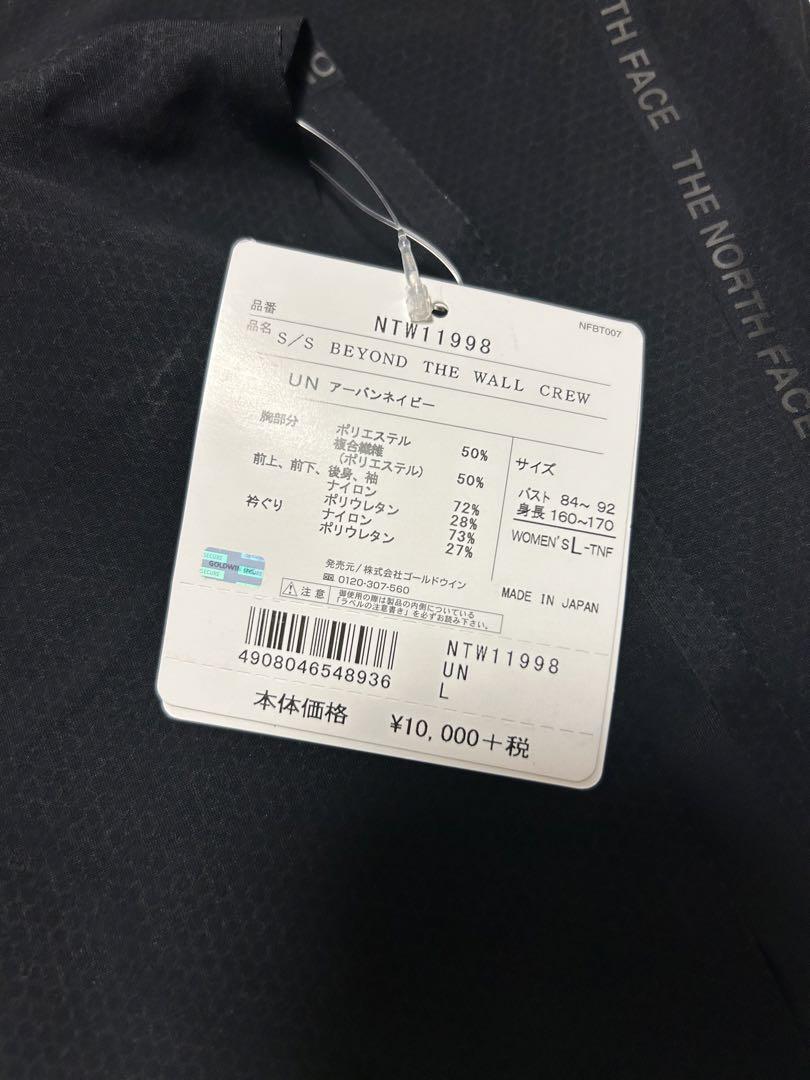 TH FACE THE NORTH FACE
品番
NTW11998
NFBT007
品名
S/S BEYOND THE WALL CREW
UN アーバンネイビー
胸部分
ポリエステル 50%
複合繊維
(ポリエステル) 50%
前上、前下、後身、袖
ナイロン 72%
ポリウレタン 28%
衿ぐり
ナイロン 73%
ポリウレタン 27%
サイズ
バスト 84~ 92
身長 160~170
WOMEN'S L-TNF
MADE IN JAPAN
SECURE
GOLDWIN
SECURE
発売元/株式会社ゴールドウイン
0120-307-560
注意
御使用の際は製品の内側についている
「ラベルの注意書き」を必ずお読み下さい。
4908046548936
NTW11998
UN
L
本体価格 ¥10,000+税